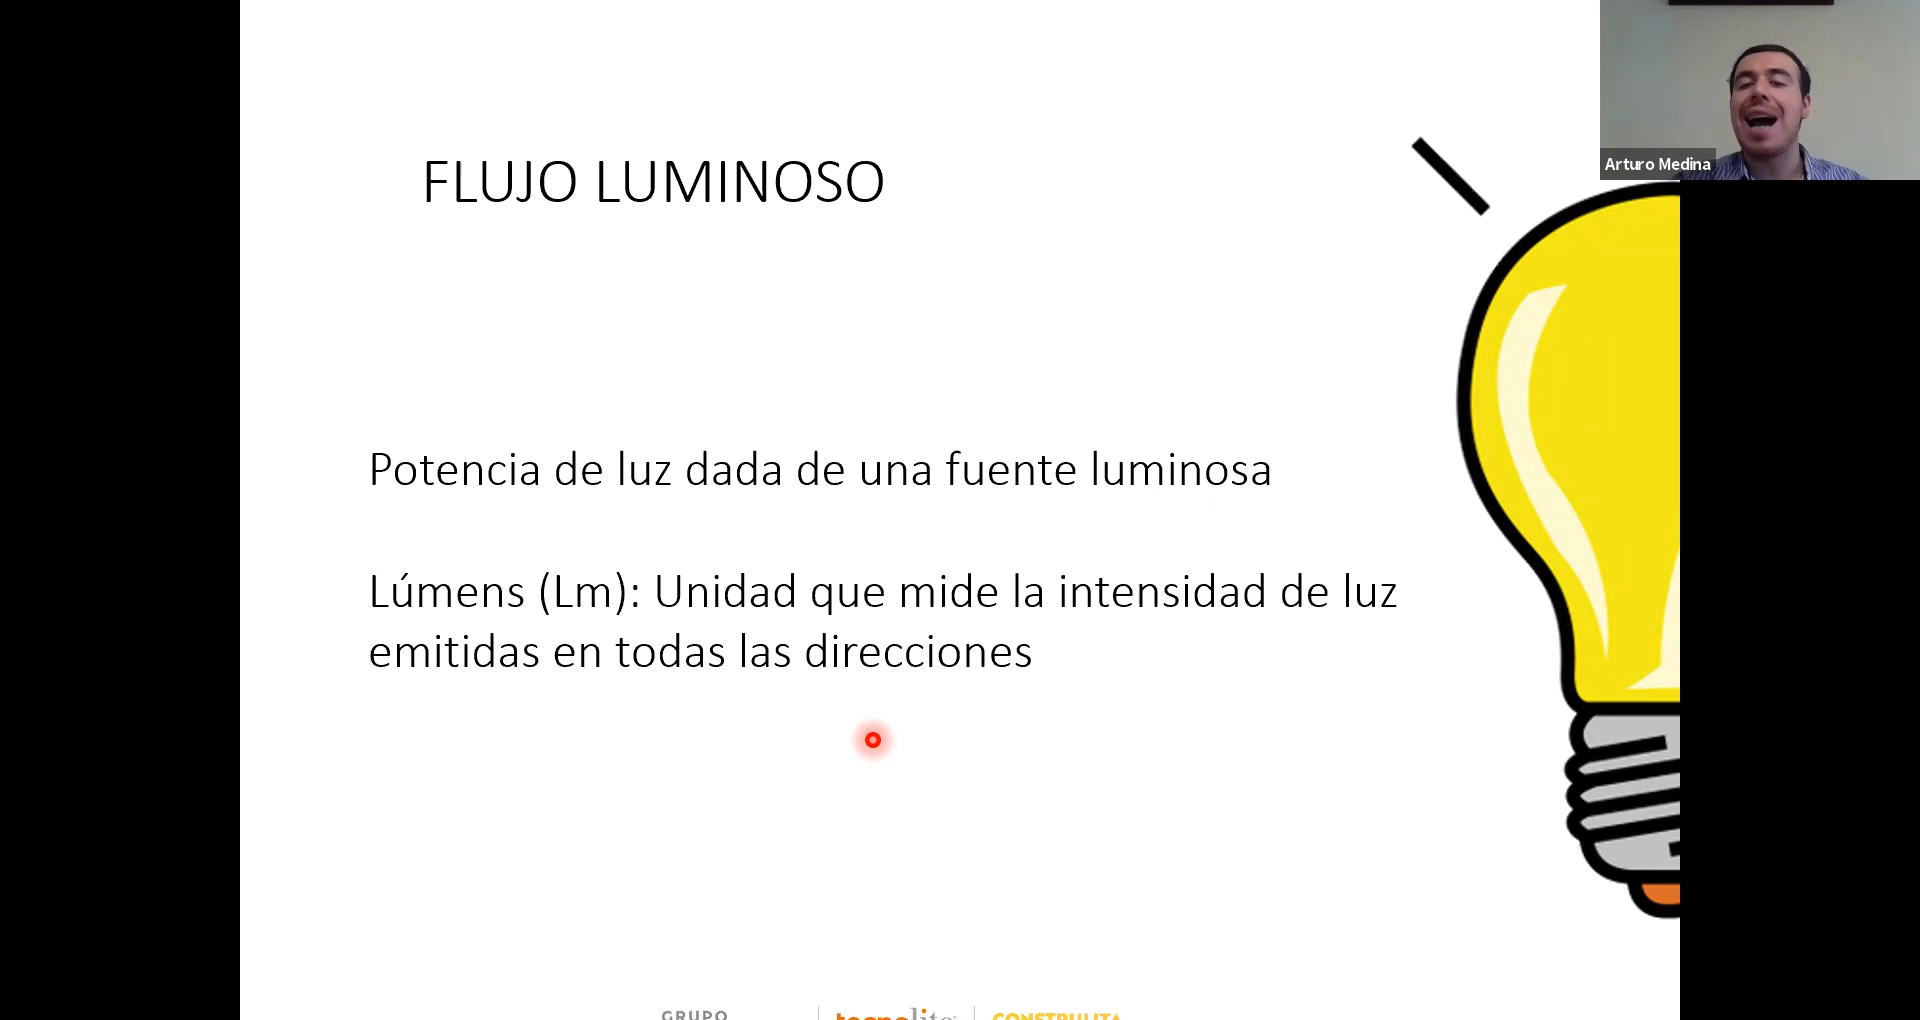 FLUJO LUMINOSO
Arturo Medina
Potencia de luz dada de una fuente luminosa
Lúmens (Lm): Unidad que mide la intensidad de luz
emitidas en todas las direcciones
GRUPO
tecnolite
CONSTRULITA